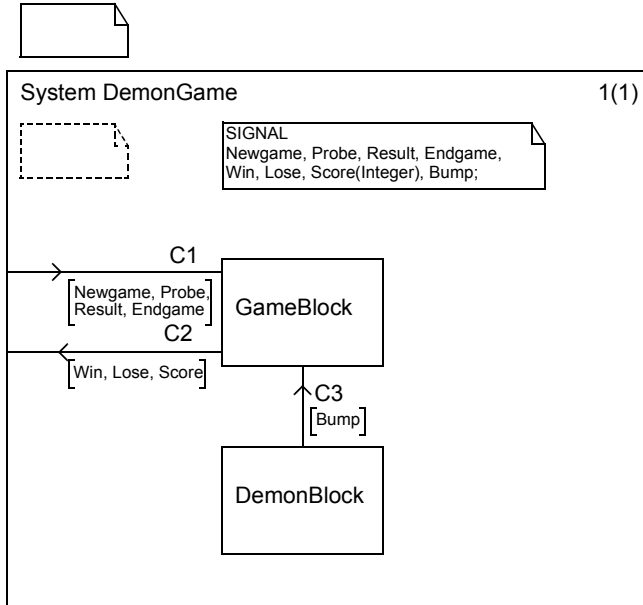 System DemonGame 1(1)
SIGNAL
Newgame, Probe, Result, Endgame,
Win, Lose, Score(Integer), Bump;
C1
[Newgame, Probe,
Result, Endgame]
GameBlock
C2
[Win, Lose, Score]
C3
[Bump]
DemonBlock